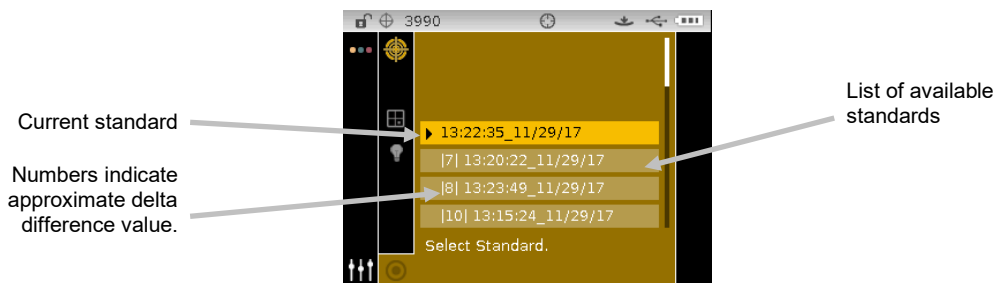 3990
Current standard
Numbers indicate
approximate delta
difference value.
13:22:35_11/29/17
|7| 13:20:22_11/29/17
|8| 13:23:49_11/29/17
|10| 13:15:24_11/29/17
Select Standard.
List of available
standards